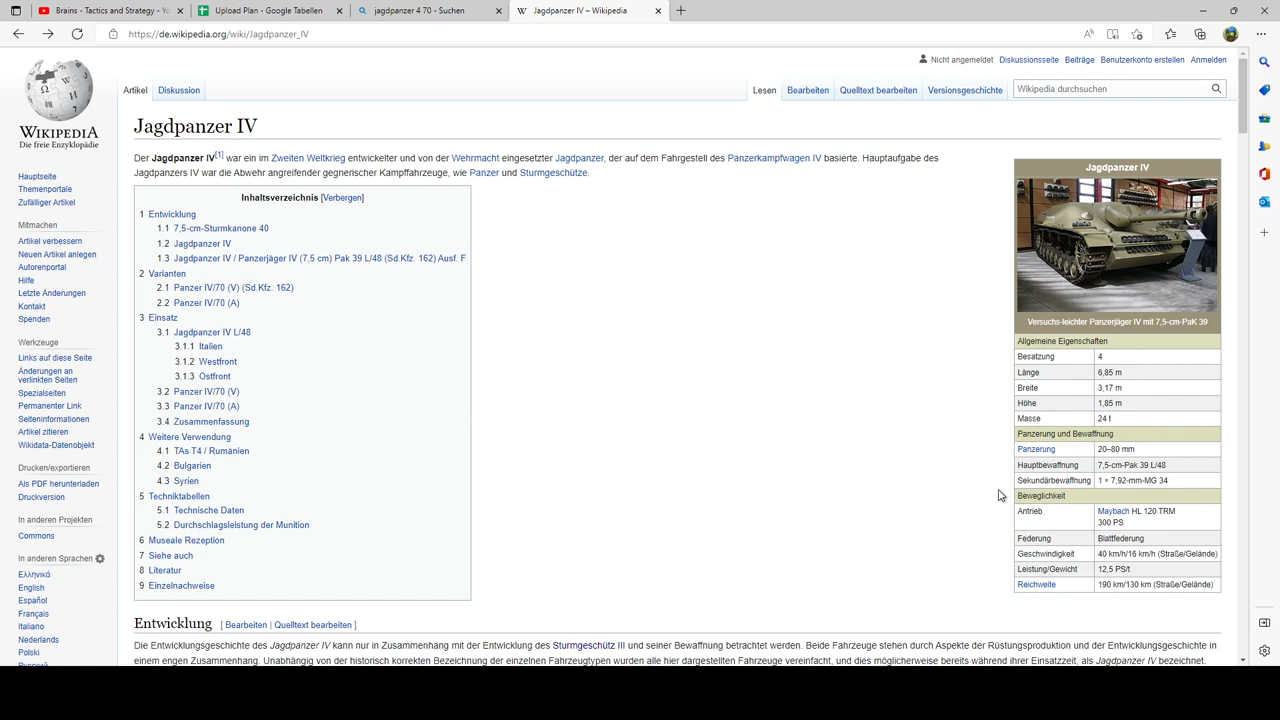 Brains - Tactics and Strategy - Yo
Upload Plan - Google Tabellen
jagdpanzer 4 70 - Suchen
Jagdpanzer IV – Wikipedia
https://de.wikipedia.org/wiki/Jagdpanzer_IV
Nicht angemeldet Diskussionsseite Beiträge Benutzerkonto erstellen Anmelden
Artikel Diskussion
Lesen Bearbeiten Quelltext bearbeiten Versionsgeschichte
Wikipedia durchsuchen
WIKIPEDIA
Die freie Enzyklopädie
Hauptseite
Themenportale
Zufälliger Artikel
Mitmachen
Artikel verbessern
Neuen Artikel anlegen
Autorenportal
Hilfe
Letzte Änderungen
Kontakt
Spenden
Werkzeuge
Links auf diese Seite
Änderungen an
verlinkten Seiten
Spezialseiten
Permanenter Link
Seiteninformationen
Artikel zitieren
Wikidata-Datenobjekt
Drucken/exportieren
Als PDF herunterladen
Druckversion
In anderen Projekten
Commons
In anderen Sprachen
Ελληνικά
English
Español
Français
Italiano
Nederlands
Polski
Русский
Jagdpanzer IV
Der Jagdpanzer IV[1] war ein im Zweiten Weltkrieg entwickelter und von der Wehrmacht eingesetzter Jagdpanzer, der auf dem Fahrgestell des Panzerkampfwagen IV basierte. Hauptaufgabe des
Jagdpanzers IV war die Abwehr angreifender gegnerischer Kampffahrzeuge, wie Panzer und Sturmgeschütze.
Inhaltsverzeichnis [Verbergen]
1 Entwicklung
1.1 7,5-cm-Sturmkanone 40
1.2 Jagdpanzer IV
1.3 Jagdpanzer IV / Panzerjäger IV (7,5 cm) Pak 39 L/48 (Sd.Kfz. 162) Ausf. F
2 Varianten
2.1 Panzer IV/70 (V) (Sd.Kfz. 162)
2.2 Panzer IV/70 (A)
3 Einsatz
3.1 Jagdpanzer IV L/48
3.1.1 Italien
3.1.2 Westfront
3.1.3 Ostfront
3.2 Panzer IV/70 (V)
3.3 Panzer IV/70 (A)
3.4 Zusammenfassung
4 Weitere Verwendung
4.1 TAs T4 / Rumänien
4.2 Bulgarien
4.3 Syrien
5 Techniktabellen
5.1 Technische Daten
5.2 Durchschlagsleistung der Munition
6 Museale Rezeption
7 Siehe auch
8 Literatur
9 Einzelnachweise
Jagdpanzer IV
Versuchs-leichter Panzerjäger IV mit 7,5-cm-PaK 39
Allgemeine Eigenschaften
Besatzung 4
Länge 6,85 m
Breite 3,17 m
Höhe 1,85 m
Masse 24 t
Panzerung und Bewaffnung
Panzerung 20–80 mm
Hauptbewaffnung 7,5-cm-Pak 39 L/48
Sekundärbewaffnung 1 × 7,92-mm-MG 34
Beweglichkeit
Antrieb Maybach HL 120 TRM
300 PS
Federung Blattfederung
Geschwindigkeit 40 km/h/16 km/h (Straße/Gelände)
Leistung/Gewicht 12,5 PS/t
Reichweite 190 km/130 km (Straße/Gelände)
Entwicklung [ Bearbeiten | Quelltext bearbeiten ]
Die Entwicklungsgeschichte des Jagdpanzer IV kann nur in Zusammenhang mit der Entwicklung des Sturmgeschütz III und seiner Bewaffnung betrachtet werden. Beide Fahrzeuge stehen durch Aspekte der Rüstungsproduktion und der Entwicklungsgeschichte in
einem engen Zusammenhang. Unabhängig von der historisch korrekten Bezeichnung der einzelnen Fahrzeugtypen wurden alle hier dargestellten Fahrzeuge vereinfacht, und dies möglicherweise bereits während ihrer Einsatzzeit, als Jagdpanzer IV bezeichnet.